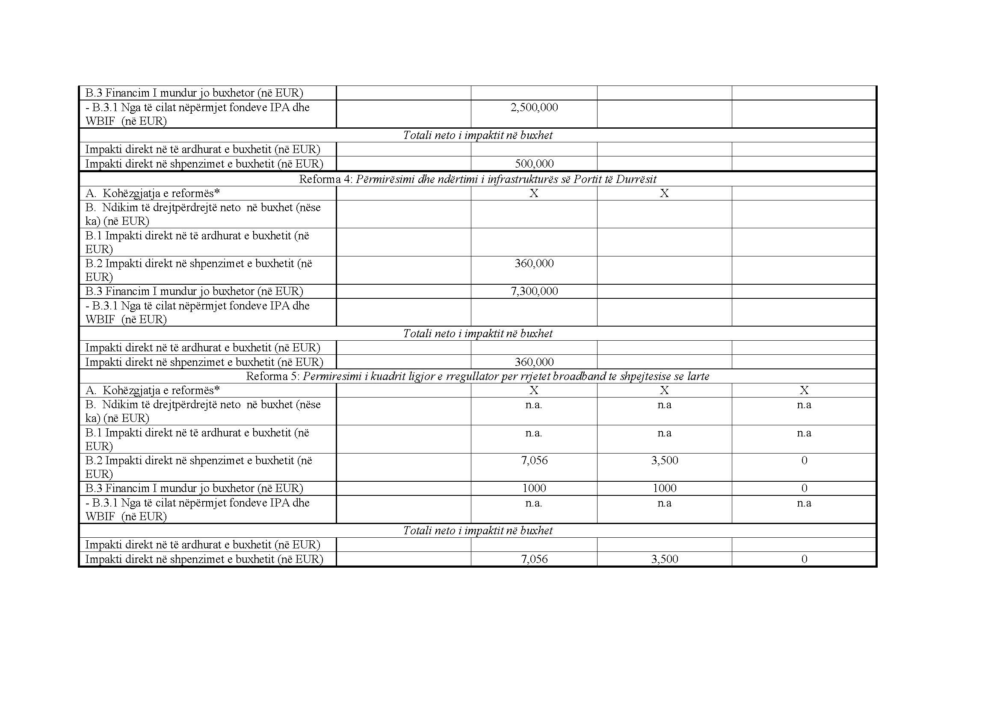 B.3 Financim I mundur jo buxhetor (në EUR)
- B.3.1 Nga të cilat nëpërmjet fondeve IPA dhe 2,500,000
WBIF (në EUR)
Totali neto i impaktit në buxhet
Impakti direkt në të ardhurat e buxhetit (në EUR)
Impakti direkt në shpenzimet e buxhetit (në EUR) 500,000
Reforma 4: Përmirësimi dhe ndërtimi i infrastrukturës së Portit të Durrësit
A. Kohëzgjatja e reformës* X X
B. Ndikim të drejtpërdrejtë neto në buxhet (nëse
ka) (në EUR)
B.1 Impakti direkt në të ardhurat e buxhetit (në
EUR)
B.2 Impakti direkt në shpenzimet e buxhetit (në 360,000
EUR)
B.3 Financim I mundur jo buxhetor (në EUR) 7,300,000
- B.3.1 Nga të cilat nëpërmjet fondeve IPA dhe
WBIF (në EUR)
Totali neto i impaktit në buxhet
Impakti direkt në të ardhurat e buxhetit (në EUR)
Impakti direkt në shpenzimet e buxhetit (në EUR) 360,000
Reforma 5: Permiresimi i kuadrit ligjor e rregullator per rrjetet broadband te shpejtesise se larte
A. Kohëzgjatja e reformës* X X X
B. Ndikim të drejtpërdrejtë neto në buxhet (nëse n.a. n.a n.a
ka) (në EUR)
B.1 Impakti direkt në të ardhurat e buxhetit (në n.a. n.a n.a
EUR)
B.2 Impakti direkt në shpenzimet e buxhetit (në 7,056 3,500 0
EUR)
B.3 Financim I mundur jo buxhetor (në EUR) 1000 1000 0
- B.3.1 Nga të cilat nëpërmjet fondeve IPA dhe n.a. n.a n.a
WBIF (në EUR)
Totali neto i impaktit në buxhet
Impakti direkt në të ardhurat e buxhetit (në EUR)
Impakti direkt në shpenzimet e buxhetit (në EUR) 7,056 3,500 0